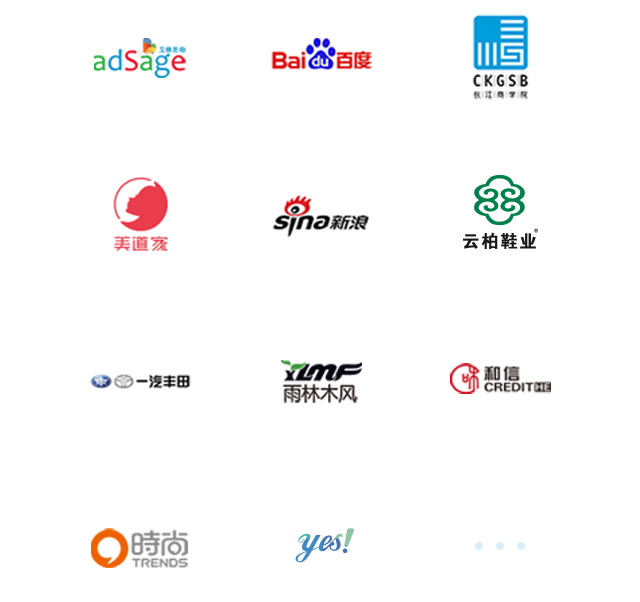 艾德思奇
adSage
Bai du 百度
CKGSB
长江商学院
美道家
sina 新浪
云柏鞋业®
一汽丰田
YLMF
雨林木风
和信
CREDITHE
時尚
TRENDS
yes!